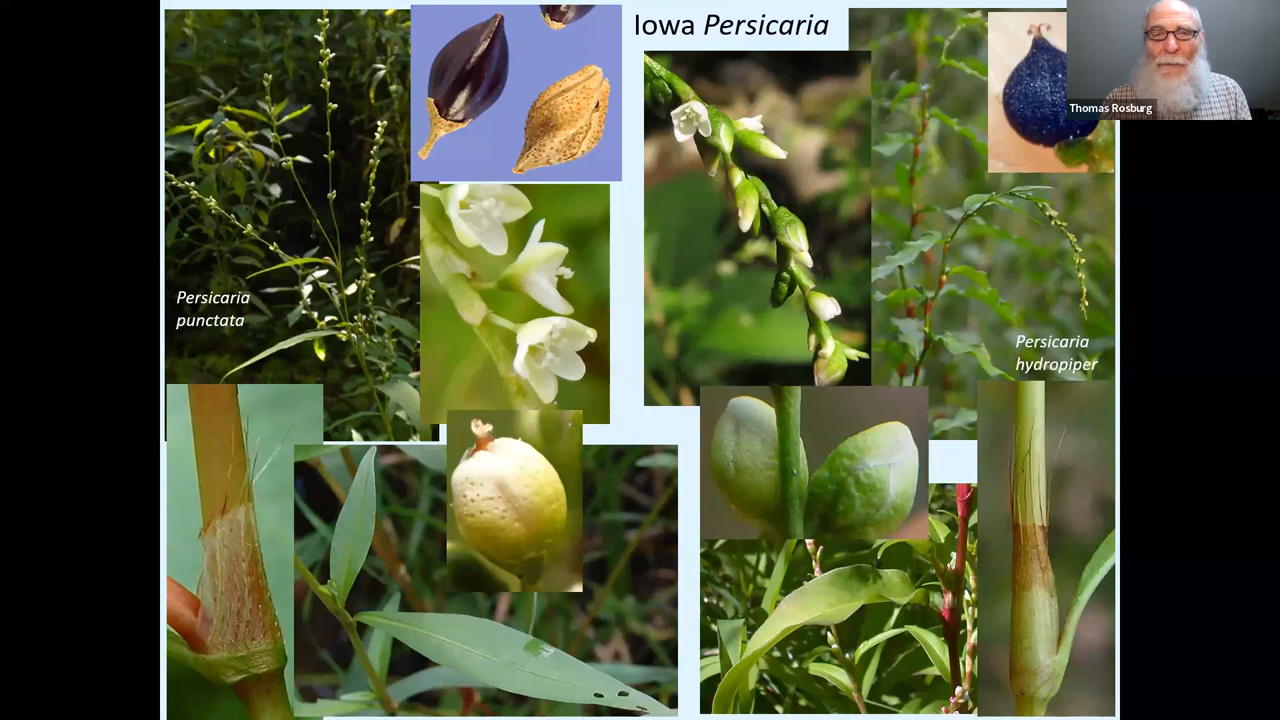 Iowa Persicaria
Thomas Rosburg
Persicaria
punctata
Persicaria
hydropiper